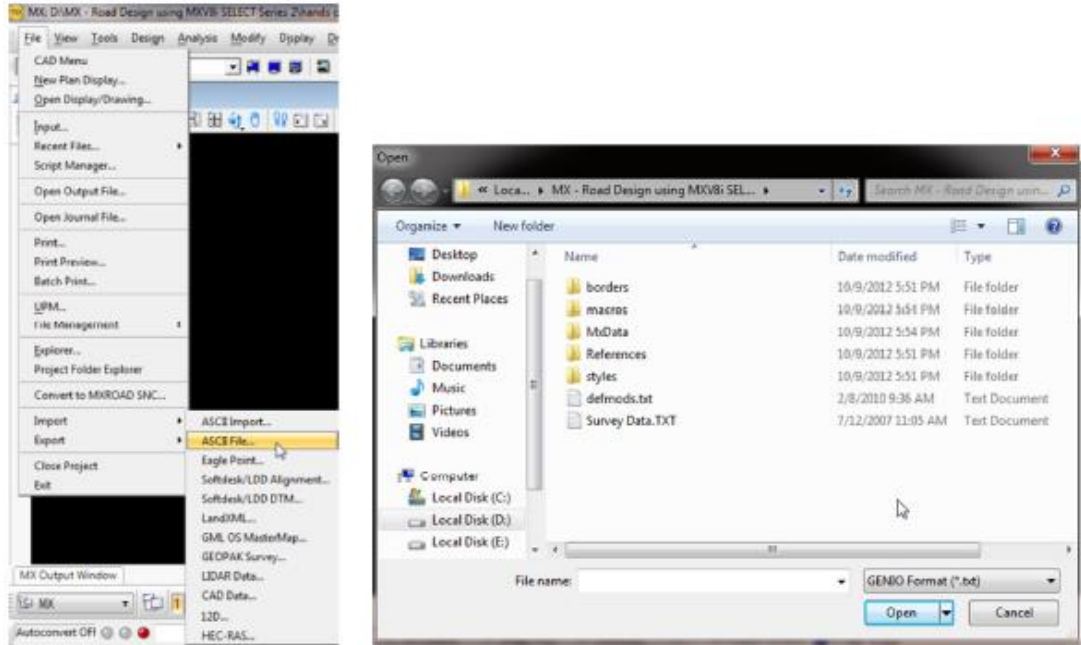 MX: D:\MX - Road Design using MXV8i SELECT Series 2\hands
File View Tools Design Analysis Modify Display
CAD Menu
New Plan Display...
Open Display/Drawing...
Input...
Recent Files...
Script Manager...
Open Output File...
Open Journal File...
Print...
Print Preview...
Batch Print...
UPM...
File Management
Explorer...
Project Folder Explorer
Convert to MXROAD SNC...
Import
Export
Close Project
Exit
ASCII Import...
ASCII File...
Eagle Point...
Softdesk/LDD Alignment...
Softdesk/LDD DTM...
LandXML...
GML OS MasterMap...
GEOPAK Survey...
LIDAR Data...
CAD Data...
12D...
HEC-RAS...
MX Output Window
MX
Autoconvert OFF
Open
« Loca... MX - Road Design using MXV8i SEL...
Search MX - Road Design usin...
Organize New folder
Desktop
Downloads
Recent Places
Libraries
Documents
Music
Pictures
Videos
Computer
Local Disk (C:)
Local Disk (D:)
Local Disk (E:)
Name Date modified Type
borders 10/9/2012 5:51 PM File folder
macros 10/9/2012 5:54 PM File folder
MxData 10/9/2012 5:54 PM File folder
References 10/9/2012 5:51 PM File folder
styles 10/9/2012 5:51 PM File folder
defmods.txt 2/8/2010 9:36 AM Text Document
Survey Data.TXT 7/12/2007 11:05 AM Text Document
File name: GENIO Format (*.txt)
Open Cancel